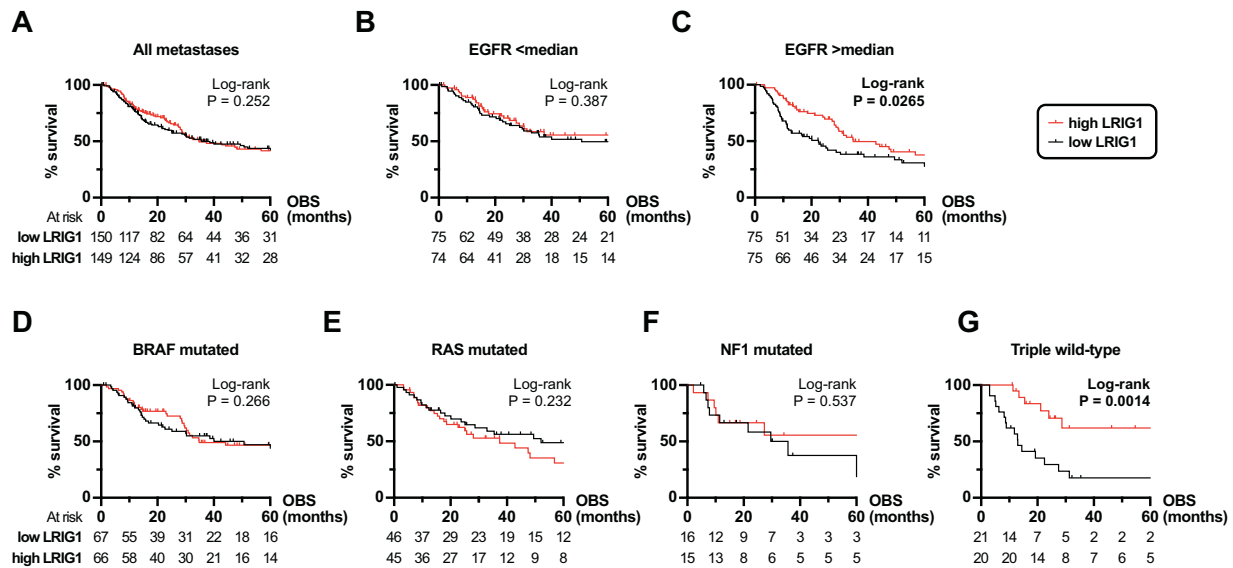 A
All metastases
Log-rank
P = 0.252
% survival
100
50
0
0 20 40 60
OBS
(months)
At risk
low LRIG1 150 117 82 64 44 36 31
high LRIG1 149 124 86 57 41 32 28
B
EGFR <median
Log-rank
P = 0.387
% survival
100
50
0
0 20 40 60
OBS
(months)
75 62 49 38 28 24 21
74 64 41 28 18 15 14
C
EGFR >median
Log-rank
P = 0.0265
% survival
100
50
0
0 20 40 60
OBS
(months)
75 51 34 23 17 14 11
75 66 46 34 24 17 15
high LRIG1
low LRIG1
D
BRAF mutated
Log-rank
P = 0.266
% survival
100
50
0
0 20 40 60
OBS
(months)
At risk
low LRIG1 67 55 39 31 22 18 16
high LRIG1 66 58 40 30 21 16 14
E
RAS mutated
Log-rank
P = 0.232
% survival
100
50
0
0 20 40 60
OBS
(months)
46 37 29 23 19 15 12
45 36 27 17 12 9 8
F
NF1 mutated
Log-rank
P = 0.537
% survival
100
50
0
0 20 40 60
OBS
(months)
16 12 9 7 3 3 3
15 13 8 6 5 5 5
G
Triple wild-type
Log-rank
P = 0.0014
% survival
100
50
0
0 20 40 60
OBS
(months)
21 14 7 5 2 2 2
20 20 14 8 7 6 5